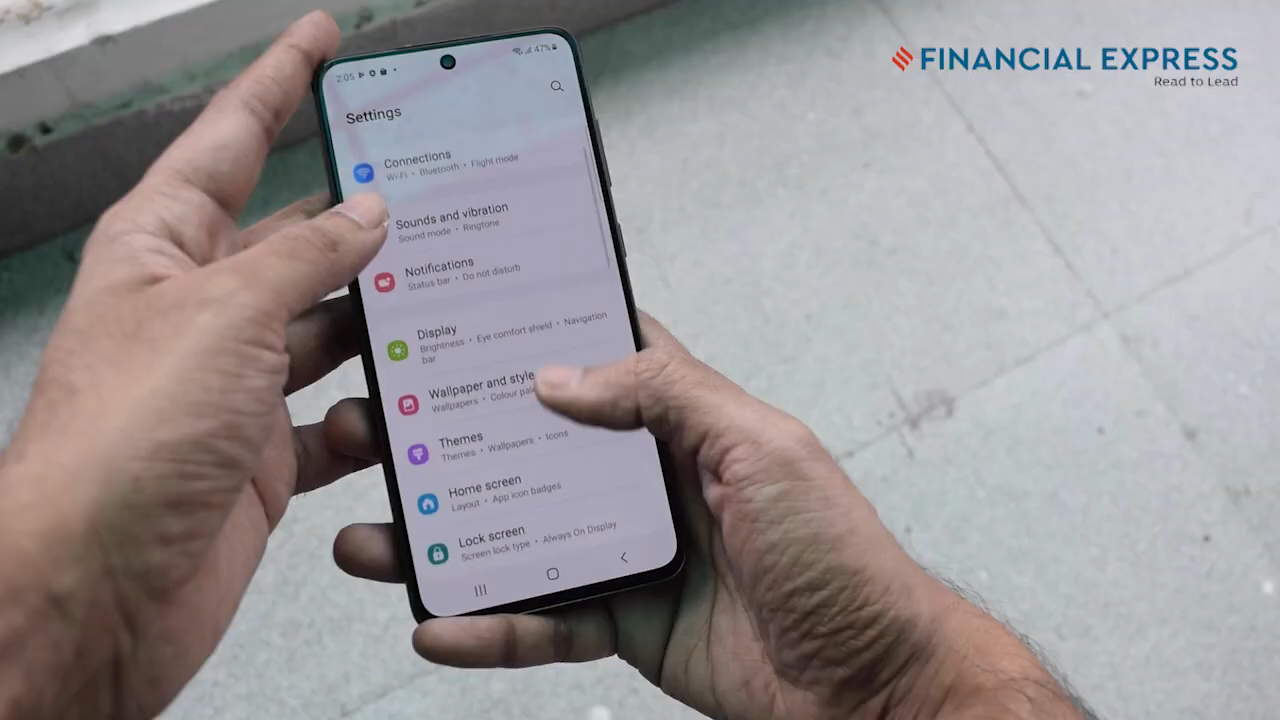 FINANCIAL EXPRESS
Read to Lead
2:05
47%
Settings
Connections
Wi-Fi • Bluetooth • Flight mode
Sounds and vibration
Sound mode • Ringtone
Notifications
Status bar • Do not disturb
Display
Brightness • Eye comfort shield • Navigation
bar
Wallpaper and style
Wallpapers • Colour
Themes
Themes • Wallpapers • Icons
Home screen
Layout • App icon badges
Lock screen
Screen lock type • Always On Display